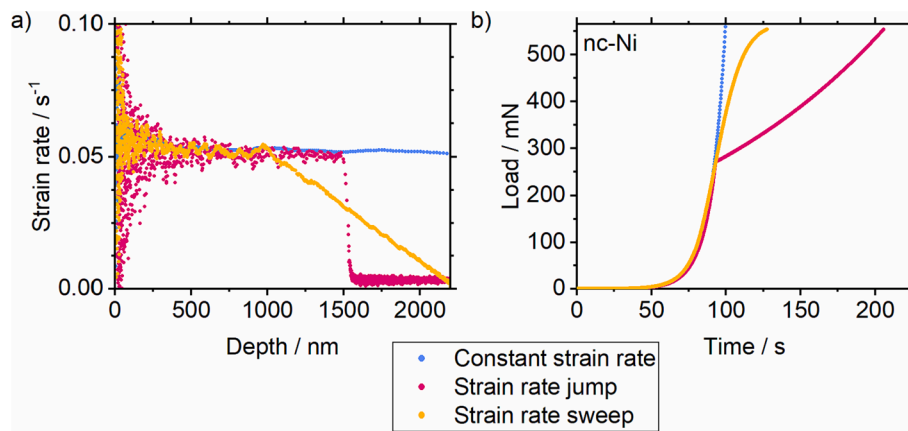 a)
0.10
0.05
0.00
Strain rate / s⁻¹
0 500 1000 1500 2000
Depth / nm
b)
nc-Ni
500
400
300
200
100
0
Load / mN
0 50 100 150 200
Time / s
Constant strain rate
Strain rate jump
Strain rate sweep